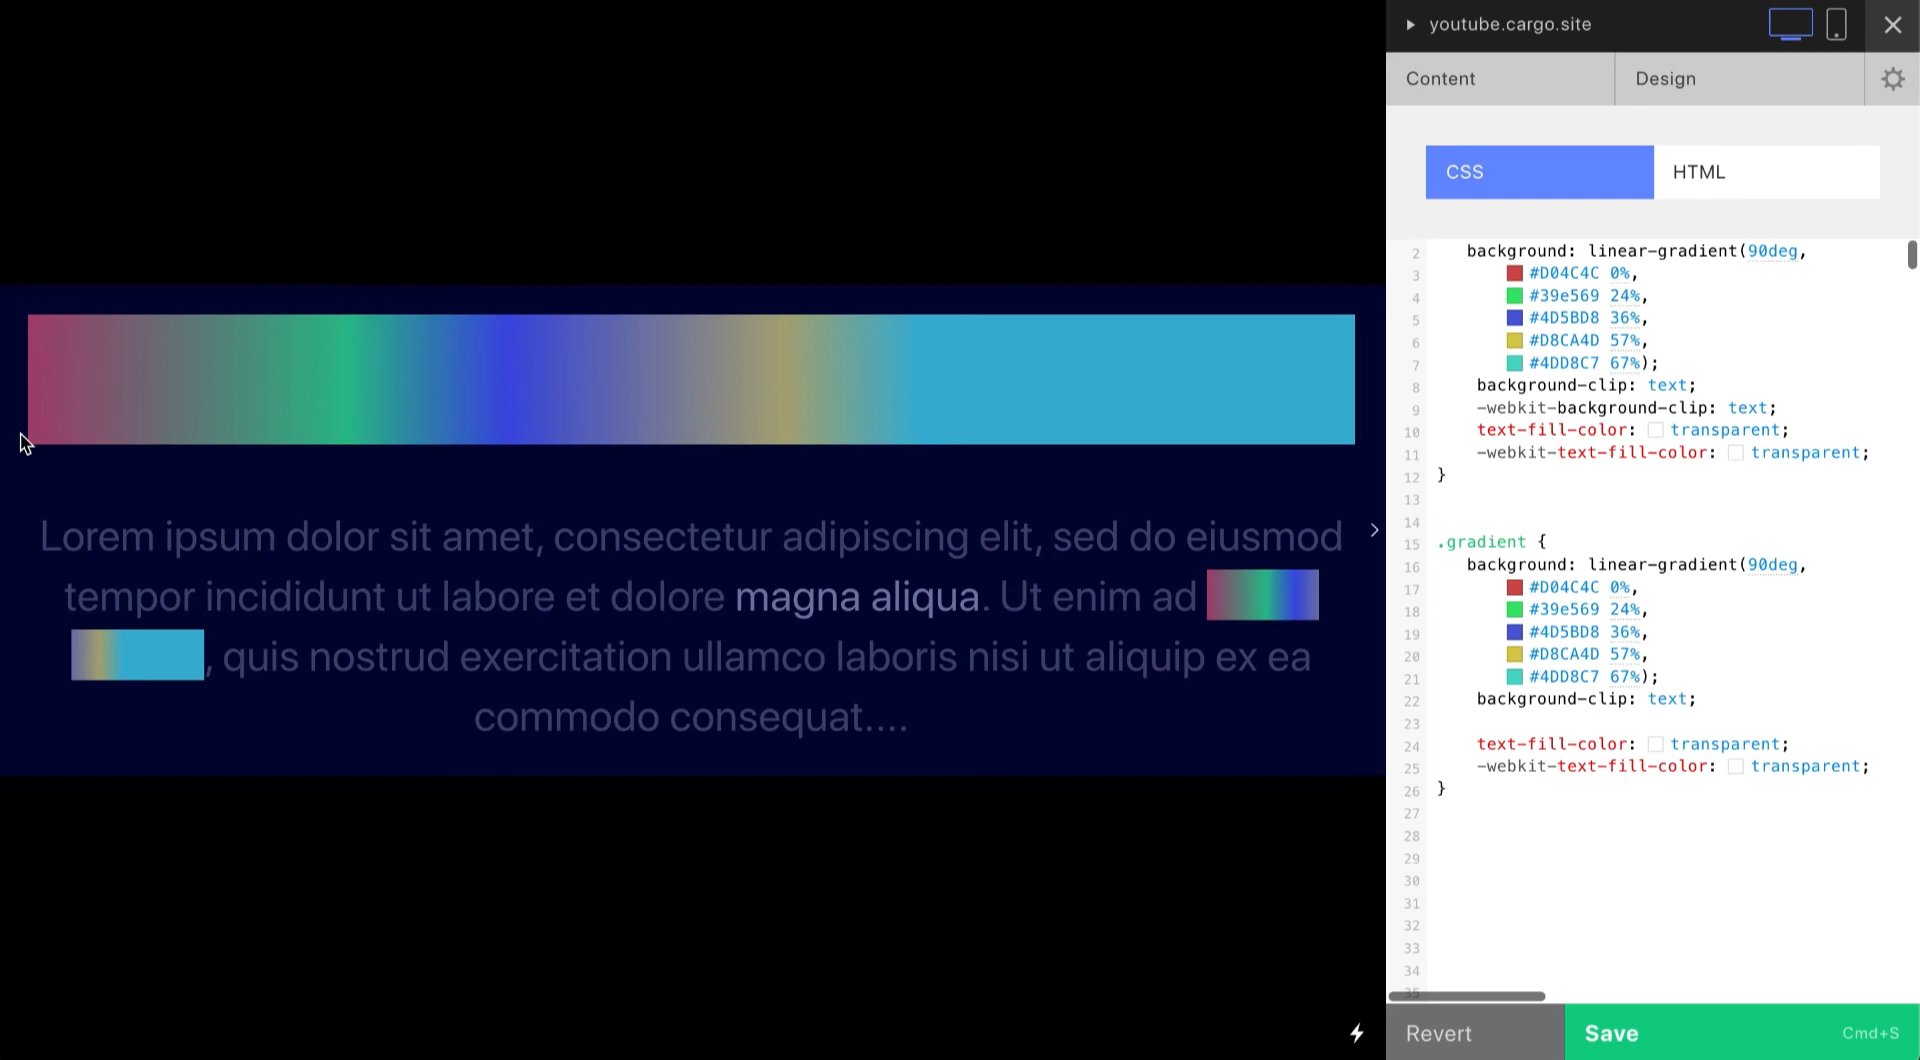 youtube.cargo.site
Content
Design
CSS
HTML
2 background: linear-gradient(90deg,
3 #D04C4C 0%,
4 #39e569 24%,
5 #4D5BD8 36%,
6 #D8CA4D 57%,
7 #4DD8C7 67%);
8 background-clip: text;
9 -webkit-background-clip: text;
10 text-fill-color: transparent;
11 -webkit-text-fill-color: transparent;
12 }
13
14
15 .gradient {
16 background: linear-gradient(90deg,
17 #D04C4C 0%,
18 #39e569 24%,
19 #4D5BD8 36%,
20 #D8CA4D 57%,
21 #4DD8C7 67%);
22 background-clip: text;
23
24 text-fill-color: transparent;
25 -webkit-text-fill-color: transparent;
26 }
27
28
29
30
31
32
33
34
35
Revert
Save
Cmd+S
Lorem ipsum dolor sit amet, consectetur adipiscing elit, sed do eiusmod
tempor incididunt ut labore et dolore magna aliqua. Ut enim ad
, quis nostrud exercitation ullamco laboris nisi ut aliquip ex ea
commodo consequat....